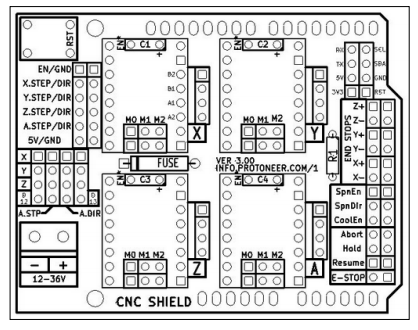 RST
EN/GND
X.STEP/DIR
Y.STEP/DIR
Z.STEP/DIR
A.STEP/DIR
5V/GND
X
Y
Z
D 12
D 13
A.STP
A.DIR
- +
12-36V
EN*
C1
+
M0 M1 M2
B2
B1
A1
A2
X
EN*
C2
+
M0 M1 M2
Y
FUSE
VER 3.00
INFO.PROTONEER.COM/1
R1
EN*
C3
+
M0 M1 M2
Z
EN*
C4
+
M0 M1 M2
A
CNC SHIELD
RX
SCL
TX
SDA
5V
GND
3V3
RST
END STOPS
Z+
Z-
Y+
Y-
X+
X-
SpnEn
SpnDir
CoolEn
Abort
Hold
Resume
E-STOP